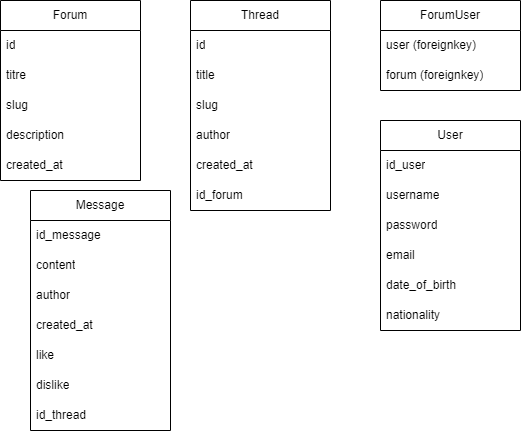 Forum
id
titre
slug
description
created_at
Thread
id
title
slug
author
created_at
id_forum
ForumUser
user (foreignkey)
forum (foreignkey)
User
id_user
username
password
email
date_of_birth
nationality
Message
id_message
content
author
created_at
like
dislike
id_thread